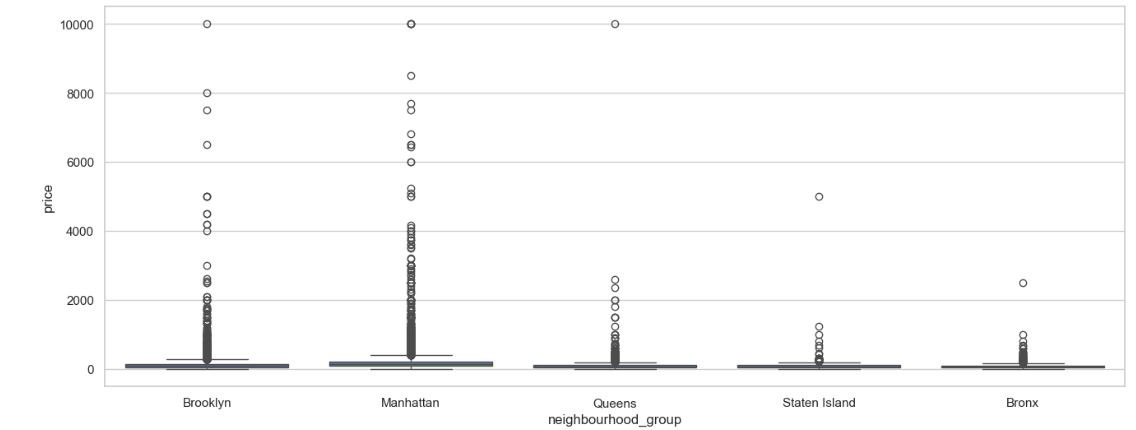 10000
8000
6000
4000
2000
0
price
Brooklyn Manhattan Queens Staten Island Bronx
neighbourhood_group